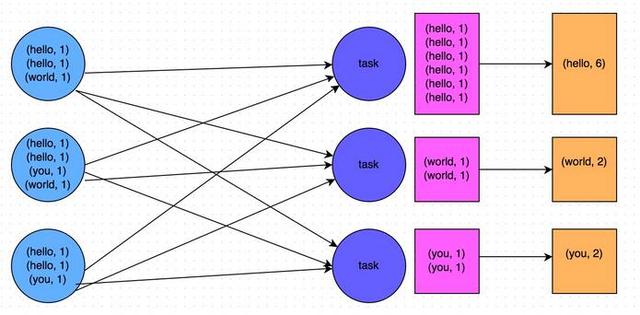 (hello, 1)
(hello, 1)
(world, 1)
task
(hello, 1)
(hello, 1)
(hello, 1)
(hello, 1)
(hello, 1)
(hello, 1)
(hello, 6)
(hello, 1)
(hello, 1)
(you, 1)
(world, 1)
task
(world, 1)
(world, 1)
(world, 2)
(hello, 1)
(hello, 1)
(you, 1)
task
(you, 1)
(you, 1)
(you, 2)